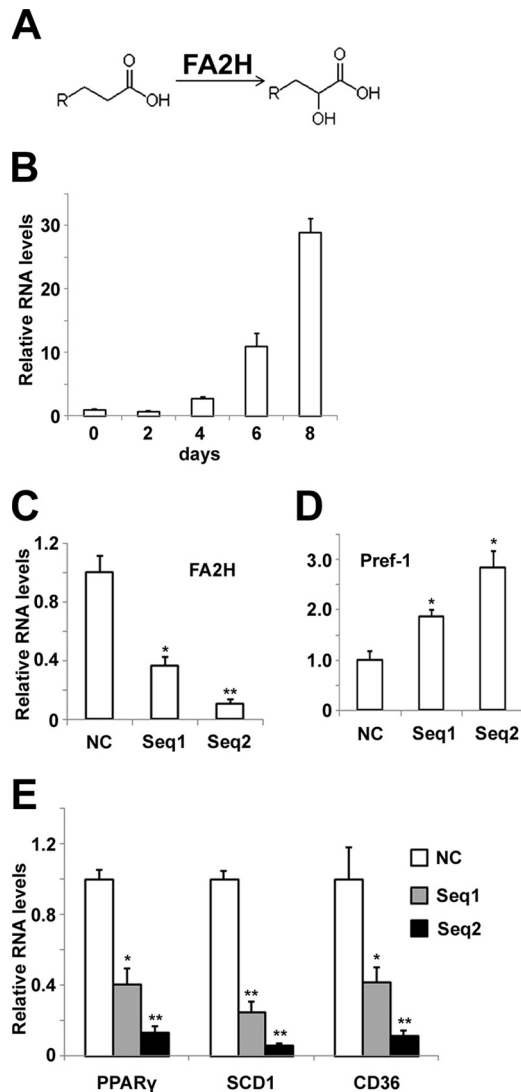 A
FA2H
R
O
OH
R
O
OH
OH
B
Relative RNA levels
30
20
10
0
0 2 4 6 8
days
C
Relative RNA levels
1.2
0.8
0.4
0
FA2H
*
**
NC Seq1 Seq2
D
3.0
2.0
1.0
0
Pref-1
*
*
NC Seq1 Seq2
E
Relative RNA levels
1.2
0.8
0.4
0
*
**
**
**
*
**
NC
Seq1
Seq2
PPARγ SCD1 CD36